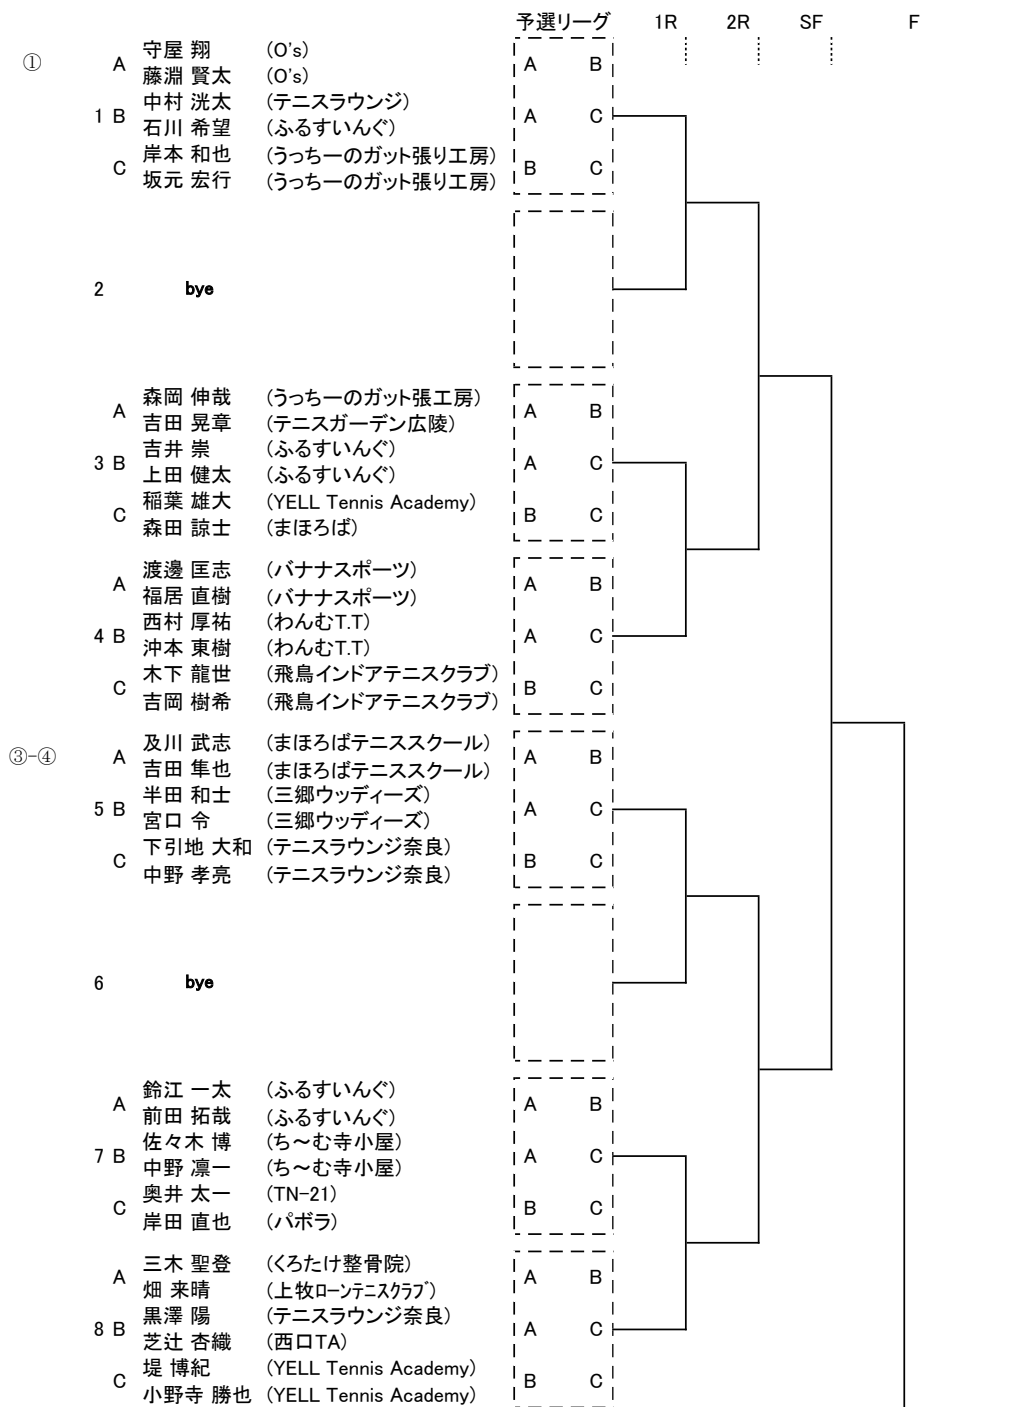 予選リーグ 1R 2R SF F
① A 守屋 翔 (O's) A B
藤淵 賢太 (O's)
1 B 中村 洸太 (テニスラウンジ) A C
石川 希望 (ふるすいんぐ)
C 岸本 和也 (うっちーのガット張り工房) B C
坂元 宏行 (うっちーのガット張り工房)
2 bye
A 森岡 伸哉 (うっちーのガット張工房) A B
吉田 晃章 (テニスガーデン広陵)
3 B 吉井 崇 (ふるすいんぐ) A C
上田 健太 (ふるすいんぐ)
C 稲葉 雄大 (YELL Tennis Academy) B C
森田 諒士 (まほろば)
A 渡邊 匡志 (バナナスポーツ) A B
福居 直樹 (バナナスポーツ)
4 B 西村 厚祐 (わんむT.T) A C
沖本 東樹 (わんむT.T)
C 木下 龍世 (飛鳥インドアテニスクラブ) B C
吉岡 樹希 (飛鳥インドアテニスクラブ)
③-④ A 及川 武志 (まほろばテニススクール) A B
吉田 隼也 (まほろばテニススクール)
5 B 半田 和士 (三郷ウッディーズ) A C
宮口 令 (三郷ウッディーズ)
C 下引地 大和 (テニスラウンジ奈良) B C
中野 孝亮 (テニスラウンジ奈良)
6 bye
A 鈴江 一太 (ふるすいんぐ) A B
前田 拓哉 (ふるすいんぐ)
7 B 佐々木 博 (ち～む寺小屋) A C
中野 凛一 (ち～む寺小屋)
C 奥井 太一 (TN-21) B C
岸田 直也 (パボラ)
A 三木 聖登 (くろたけ整骨院) A B
畑 来晴 (上牧ローンテニスクラブ)
8 B 黒澤 陽 (テニスラウンジ奈良) A C
芝辻 杏織 (西口TA)
C 堤 博紀 (YELL Tennis Academy) B C
小野寺 勝也 (YELL Tennis Academy)